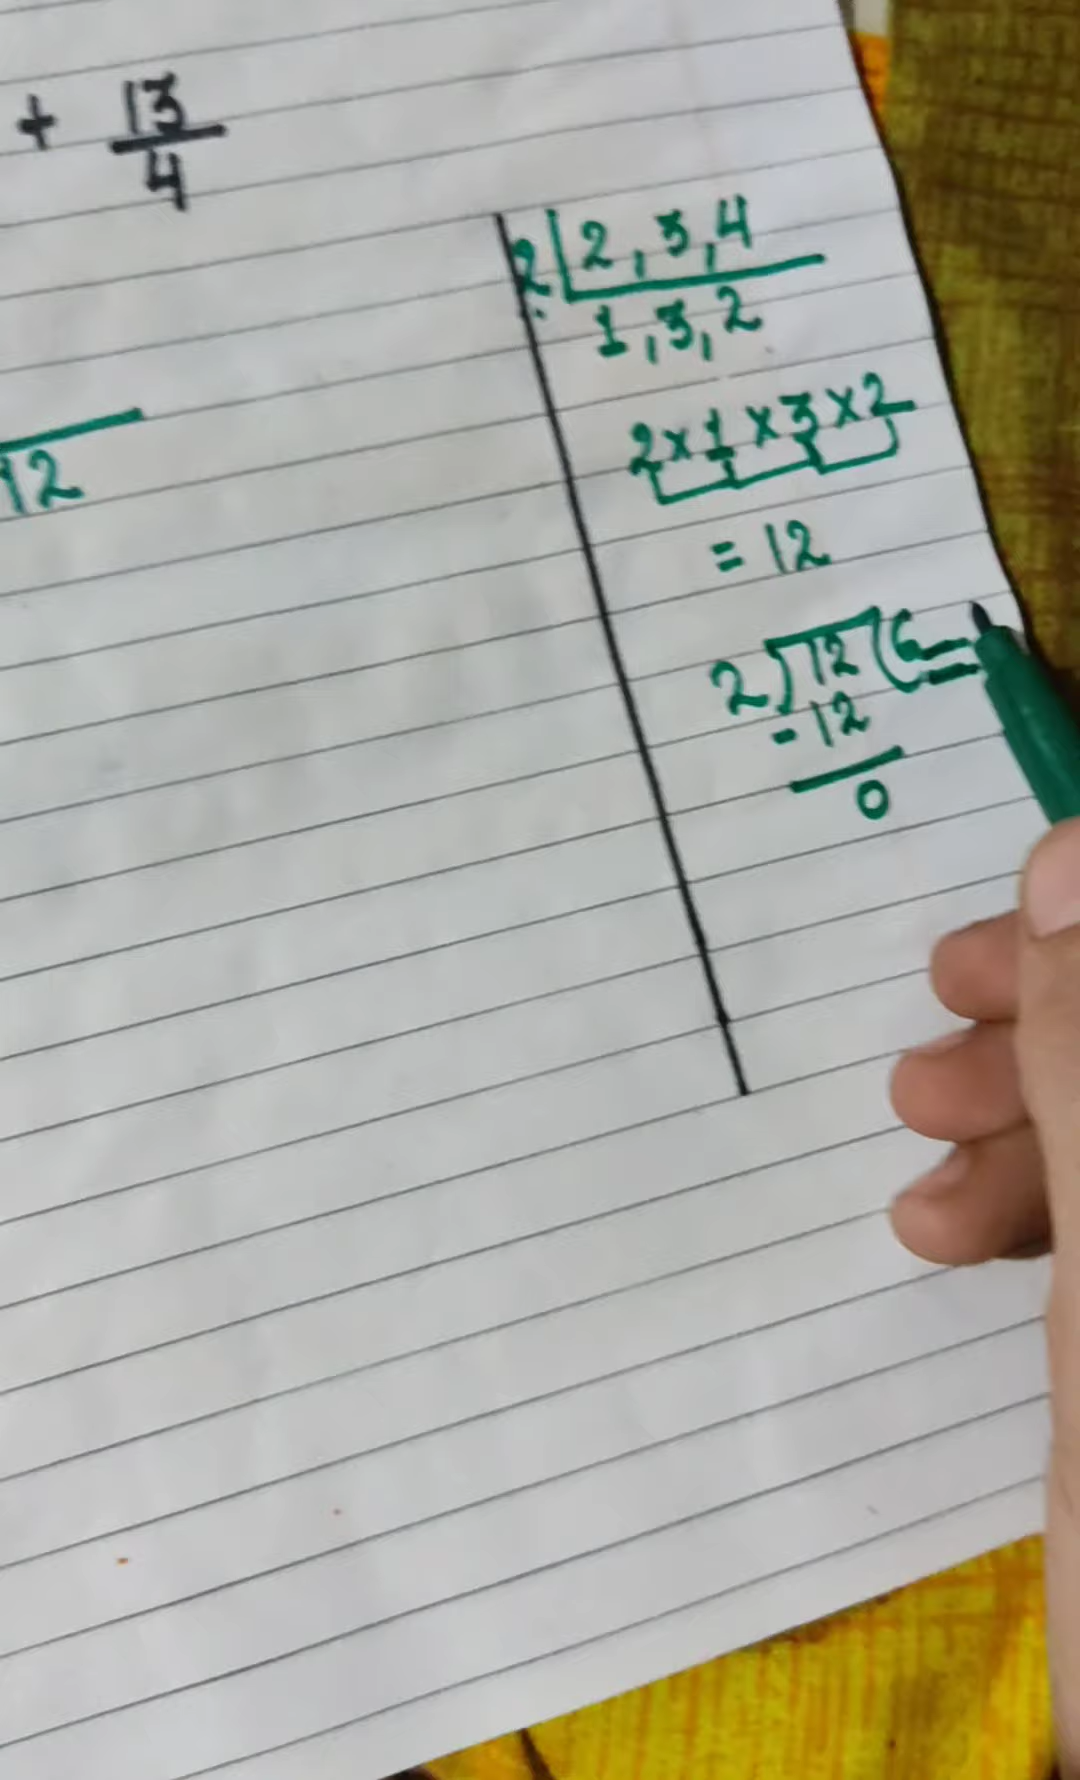 + 13/4
2 | 2, 3, 4
1, 3, 2
2 × 1 × 3 × 2
= 12
12
2 ) 12 ( 6
- 12
0